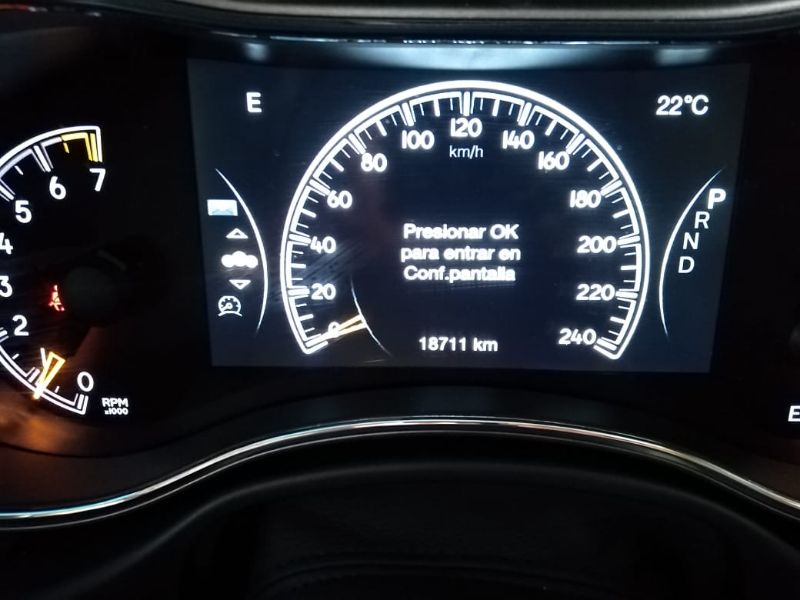 E
22°C
7
6
5
4
3
2
0
RPM
x1000
0
20
40
60
80
100
120
140
160
180
200
220
240
km/h
Presionar OK
para entrar en
Conf.pantalla
18711 km
P
R
N
D
E